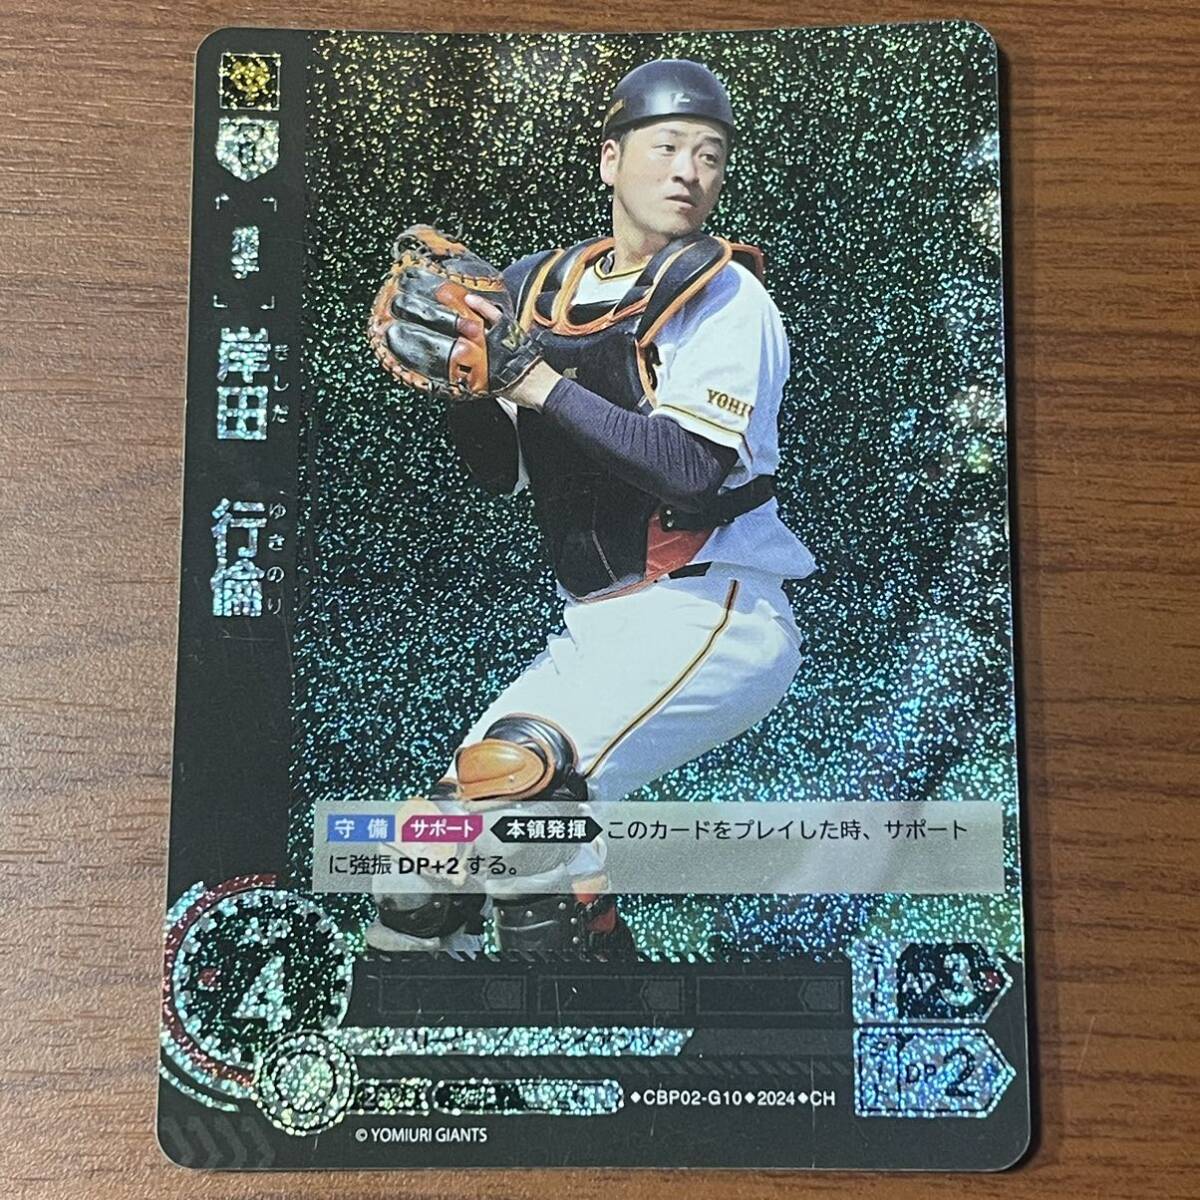 捕手
岸田 行倫
きしだ ゆきのり
YOHI
守備 サポート 本領発揮 このカードをプレイした時、サポート
に強振 DP+2 する。
4
3
DP 2
◆CBP02-G10◆2024◆CH
© YOMIURI GIANTS